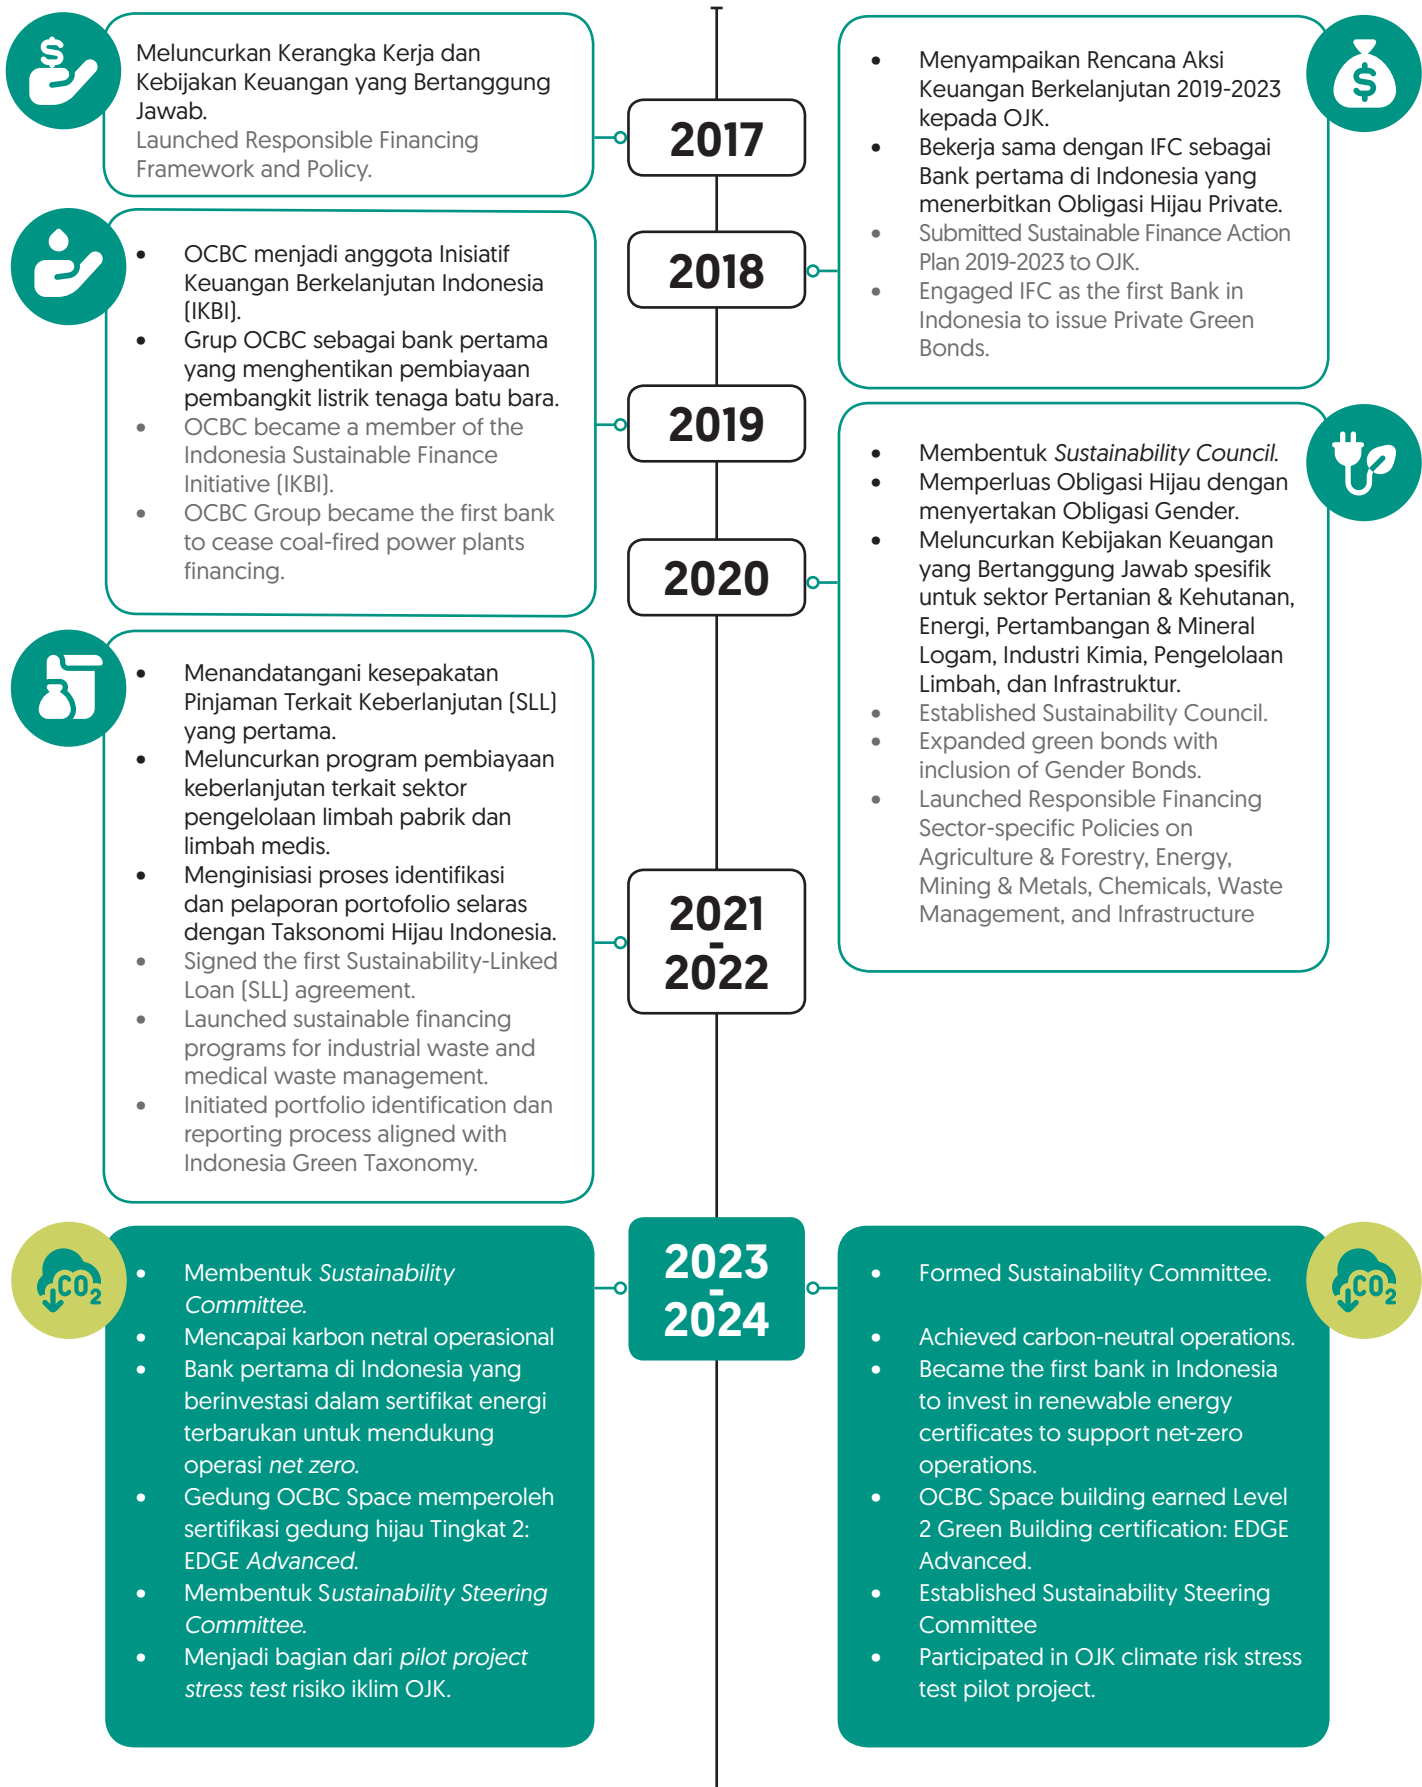 Meluncurkan Kerangka Kerja dan
Kebijakan Keuangan yang Bertanggung
Jawab.
Launched Responsible Financing
Framework and Policy.
2017
• Menyampaikan Rencana Aksi
Keuangan Berkelanjutan 2019-2023
kepada OJK.
• Bekerja sama dengan IFC sebagai
Bank pertama di Indonesia yang
menerbitkan Obligasi Hijau Private.
• Submitted Sustainable Finance Action
Plan 2019-2023 to OJK.
• Engaged IFC as the first Bank in
Indonesia to issue Private Green
Bonds.
2018
• OCBC menjadi anggota Inisiatif
Keuangan Berkelanjutan Indonesia
(IKBI).
• Grup OCBC sebagai bank pertama
yang menghentikan pembiayaan
pembangkit listrik tenaga batu bara.
• OCBC became a member of the
Indonesia Sustainable Finance
Initiative (IKBI).
• OCBC Group became the first bank
to cease coal-fired power plants
financing.
2019
• Membentuk Sustainability Council.
• Memperluas Obligasi Hijau dengan
menyertakan Obligasi Gender.
• Meluncurkan Kebijakan Keuangan
yang Bertanggung Jawab spesifik
untuk sektor Pertanian & Kehutanan,
Energi, Pertambangan & Mineral
Logam, Industri Kimia, Pengelolaan
Limbah, dan Infrastruktur.
• Established Sustainability Council.
• Expanded green bonds with
inclusion of Gender Bonds.
• Launched Responsible Financing
Sector-specific Policies on
Agriculture & Forestry, Energy,
Mining & Metals, Chemicals, Waste
Management, and Infrastructure
2020
• Menandatangani kesepakatan
Pinjaman Terkait Keberlanjutan (SLL)
yang pertama.
• Meluncurkan program pembiayaan
keberlanjutan terkait sektor
pengelolaan limbah pabrik dan
limbah medis.
• Menginisiasi proses identifikasi
dan pelaporan portofolio selaras
dengan Taksonomi Hijau Indonesia.
• Signed the first Sustainability-Linked
Loan (SLL) agreement.
• Launched sustainable financing
programs for industrial waste and
medical waste management.
• Initiated portfolio identification dan
reporting process aligned with
Indonesia Green Taxonomy.
2021
-
2022
CO2
• Membentuk Sustainability
Committee.
• Mencapai karbon netral operasional
• Bank pertama di Indonesia yang
berinvestasi dalam sertifikat energi
terbarukan untuk mendukung
operasi net zero.
• Gedung OCBC Space memperoleh
sertifikasi gedung hijau Tingkat 2:
EDGE Advanced.
• Membentuk Sustainability Steering
Committee.
• Menjadi bagian dari pilot project
stress test risiko iklim OJK.
2023
-
2024
• Formed Sustainability Committee.
• Achieved carbon-neutral operations.
• Became the first bank in Indonesia
to invest in renewable energy
certificates to support net-zero
operations.
• OCBC Space building earned Level
2 Green Building certification: EDGE
Advanced.
• Established Sustainability Steering
Committee
• Participated in OJK climate risk stress
test pilot project.
CO2